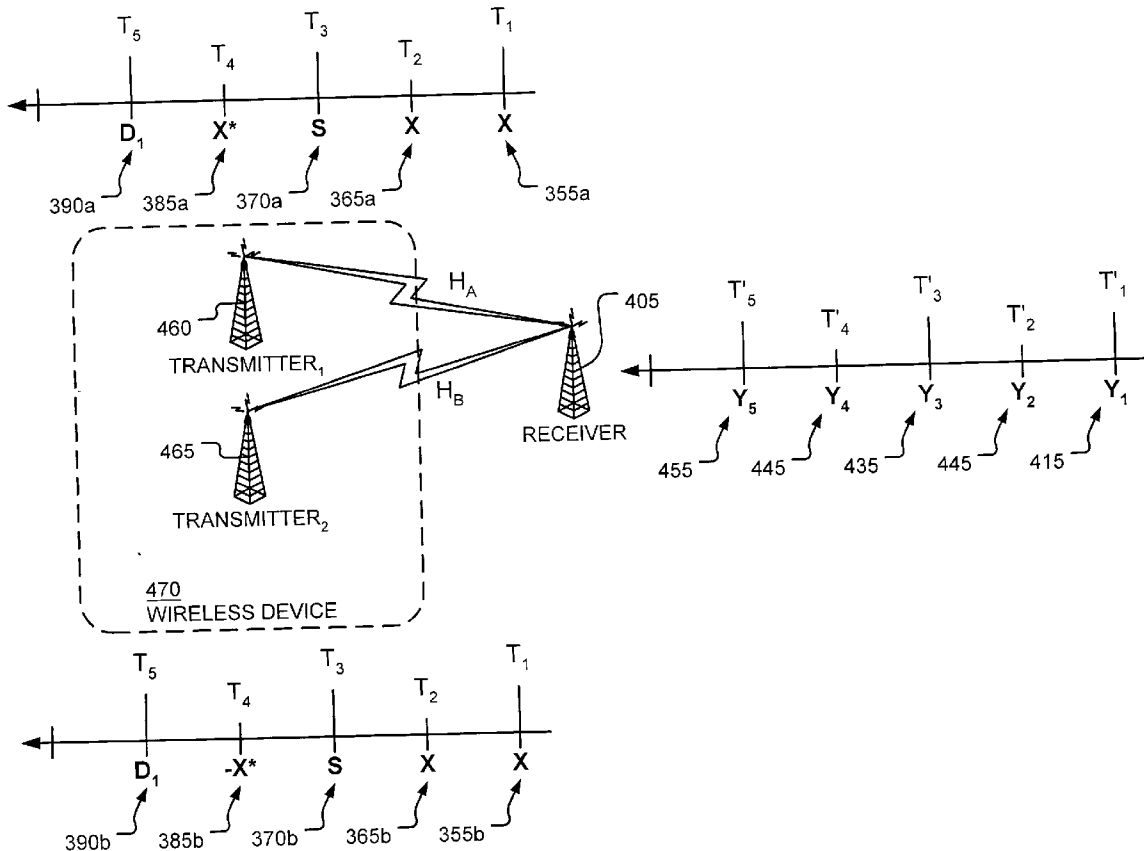 T5 T4 T3 T2 T1
D1 X* S X X
390a 385a 370a 365a 355a
HA
460
TRANSMITTER1
405
HB
RECEIVER
465
TRANSMITTER2
470
WIRELESS DEVICE
T'5 T'4 T'3 T'2 T'1
Y5 Y4 Y3 Y2 Y1
455 445 435 445 415
T5 T4 T3 T2 T1
D1 -X* S X X
390b 385b 370b 365b 355b